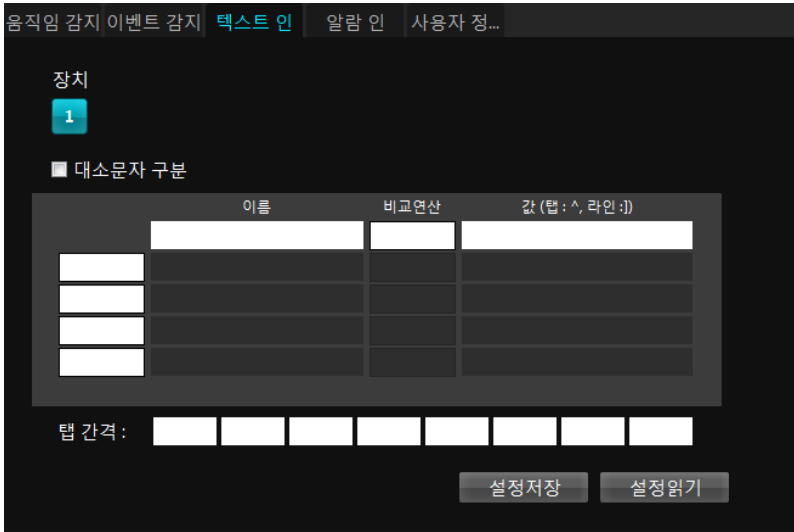 움직임 감지 이벤트 감지 텍스트 인 알람 인 사용자 정...
장치
1
대소문자 구분
이름 비교연산 값 (탭 : ^, 라인 :])
탭 간격 :
설정저장 설정읽기